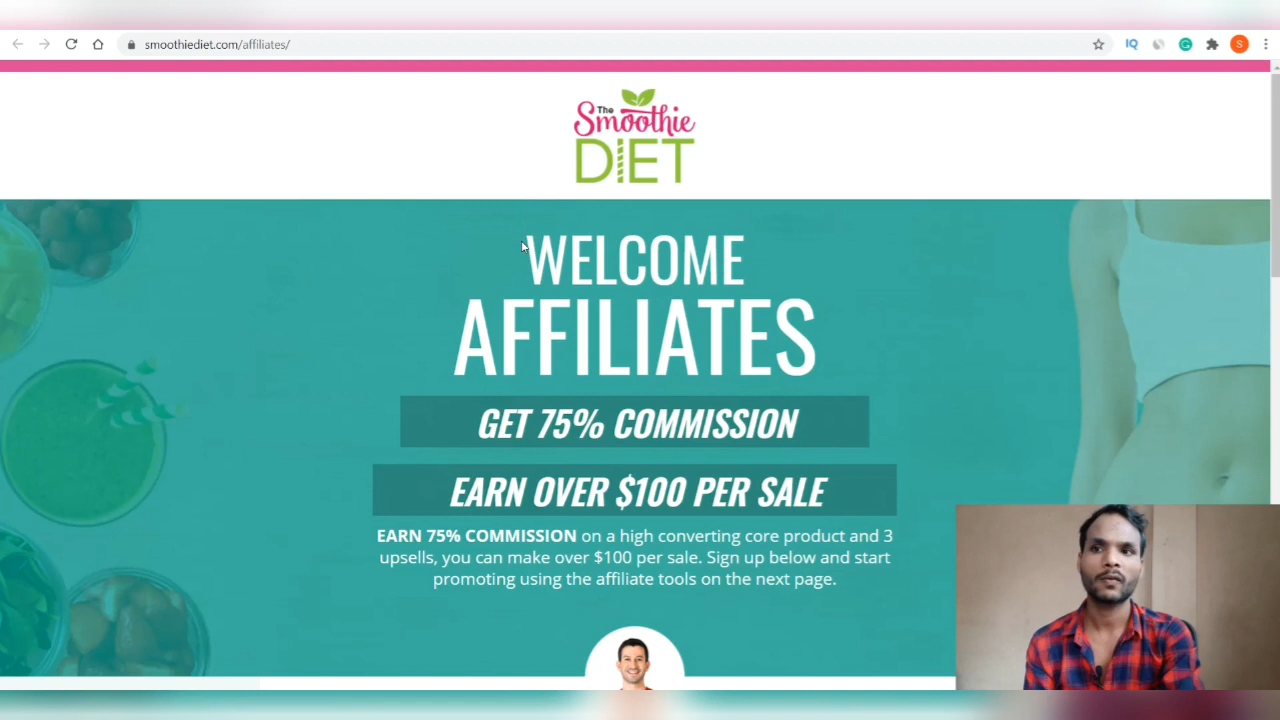 smoothiediet.com/affiliates/
IQ
S
The
Smoothie
DIET
WELCOME
AFFILIATES
GET 75% COMMISSION
EARN OVER $100 PER SALE
EARN 75% COMMISSION on a high converting core product and 3
upsells, you can make over $100 per sale. Sign up below and start
promoting using the affiliate tools on the next page.